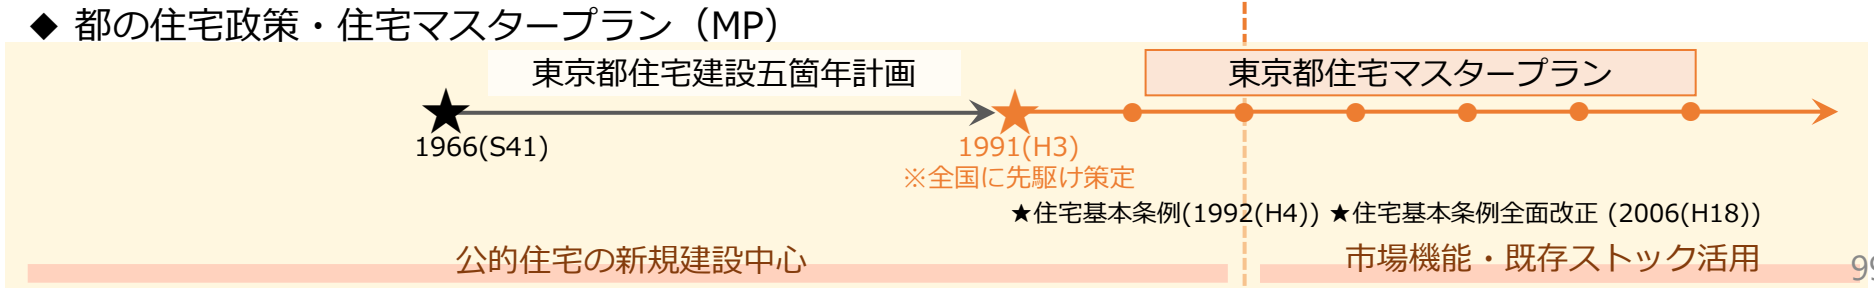 ◆ 都の住宅政策・住宅マスタープラン（MP）
東京都住宅建設五箇年計画
東京都住宅マスタープラン
1966(S41)
1991(H3)
※全国に先駆け策定
★住宅基本条例(1992(H4)) ★住宅基本条例全面改正 (2006(H18))
公的住宅の新規建設中心
市場機能・既存ストック活用